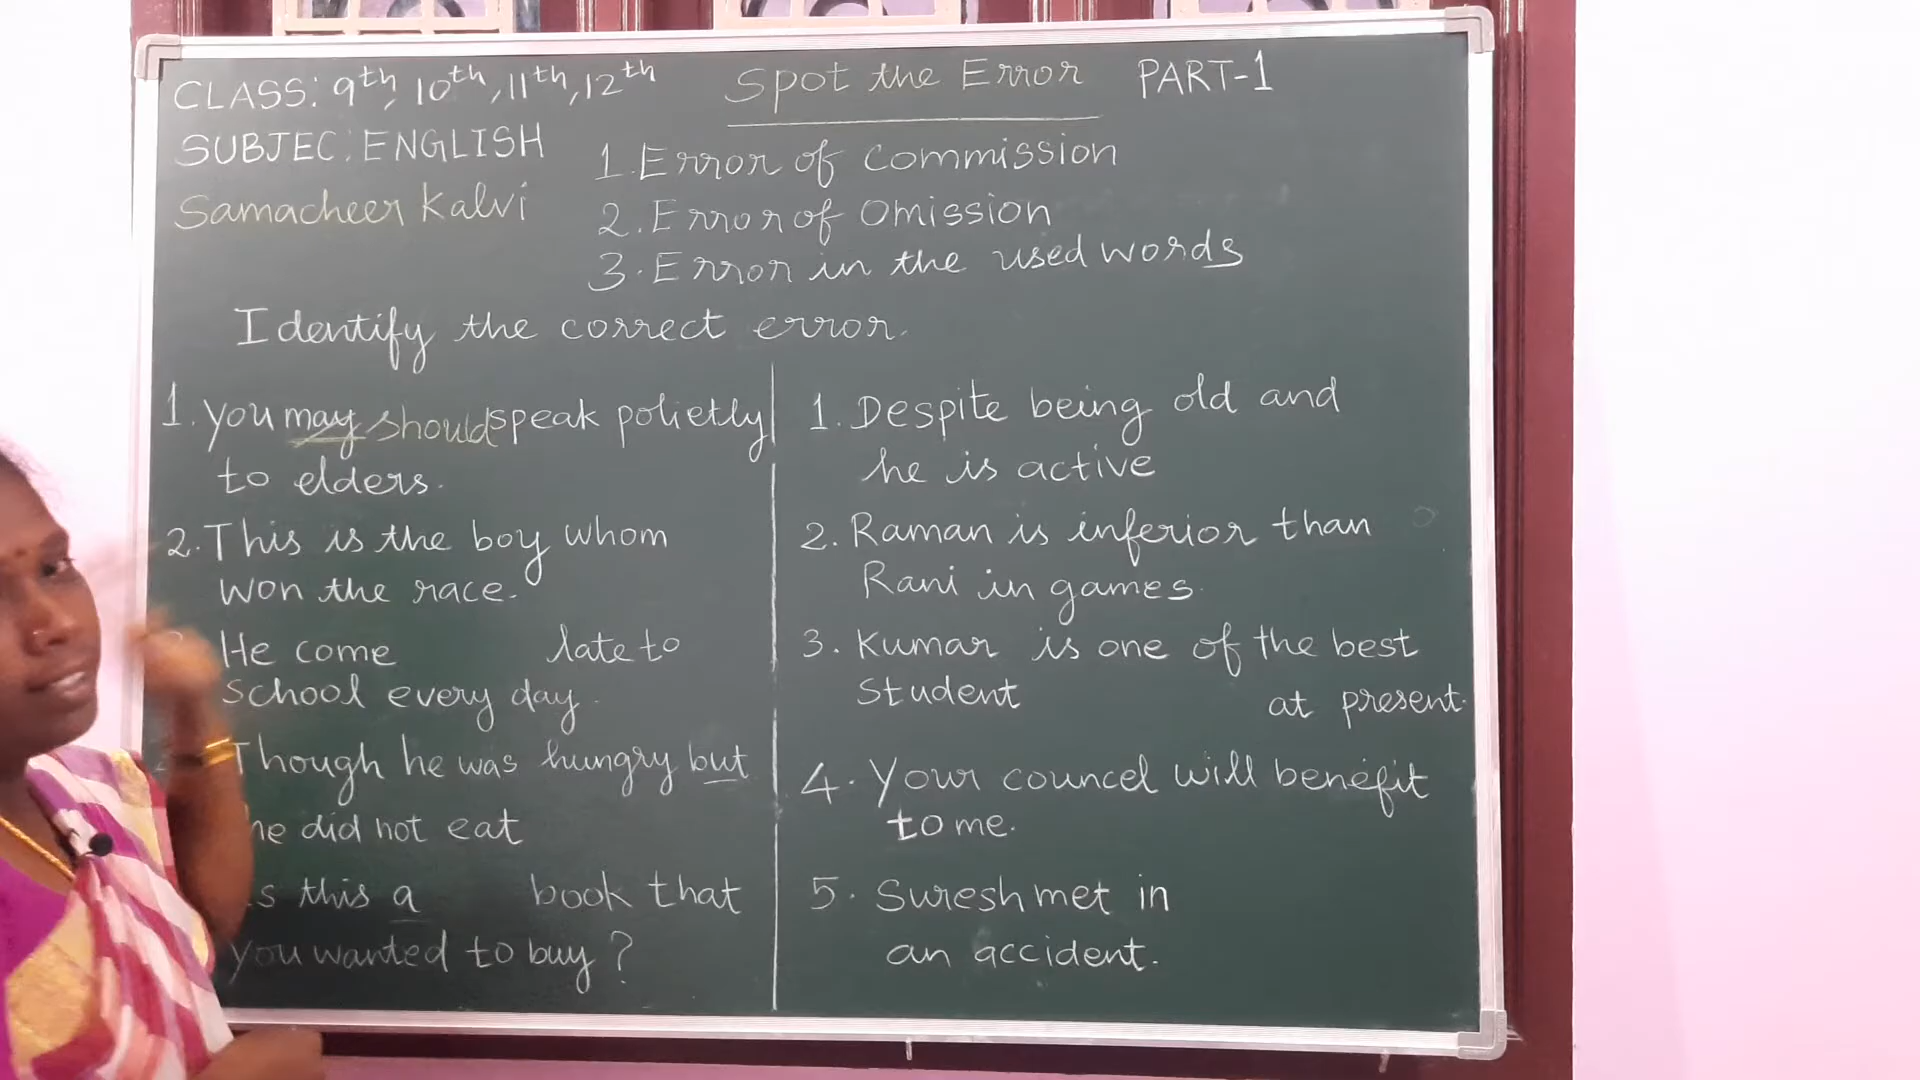 CLASS: 9th, 10th, 11th, 12th
Spot the Error PART-1
SUBJEC: ENGLISH
Samacheer Kalvi
1. Error of commission
2. Error of Omission
3. Error in the used words
Identify the correct error.
1. you may should speak polietly
to elders.
2. This is the boy whom
won the race.
He come late to
school every day.
Though he was hungry but
he did not eat
this a book that
you wanted to buy?
1. Despite being old and
he is active
2. Raman is inferior than
Rani in games.
3. Kumar is one of the best
student at present.
4. Your councel will benefit
to me.
5. Suresh met in
an accident.